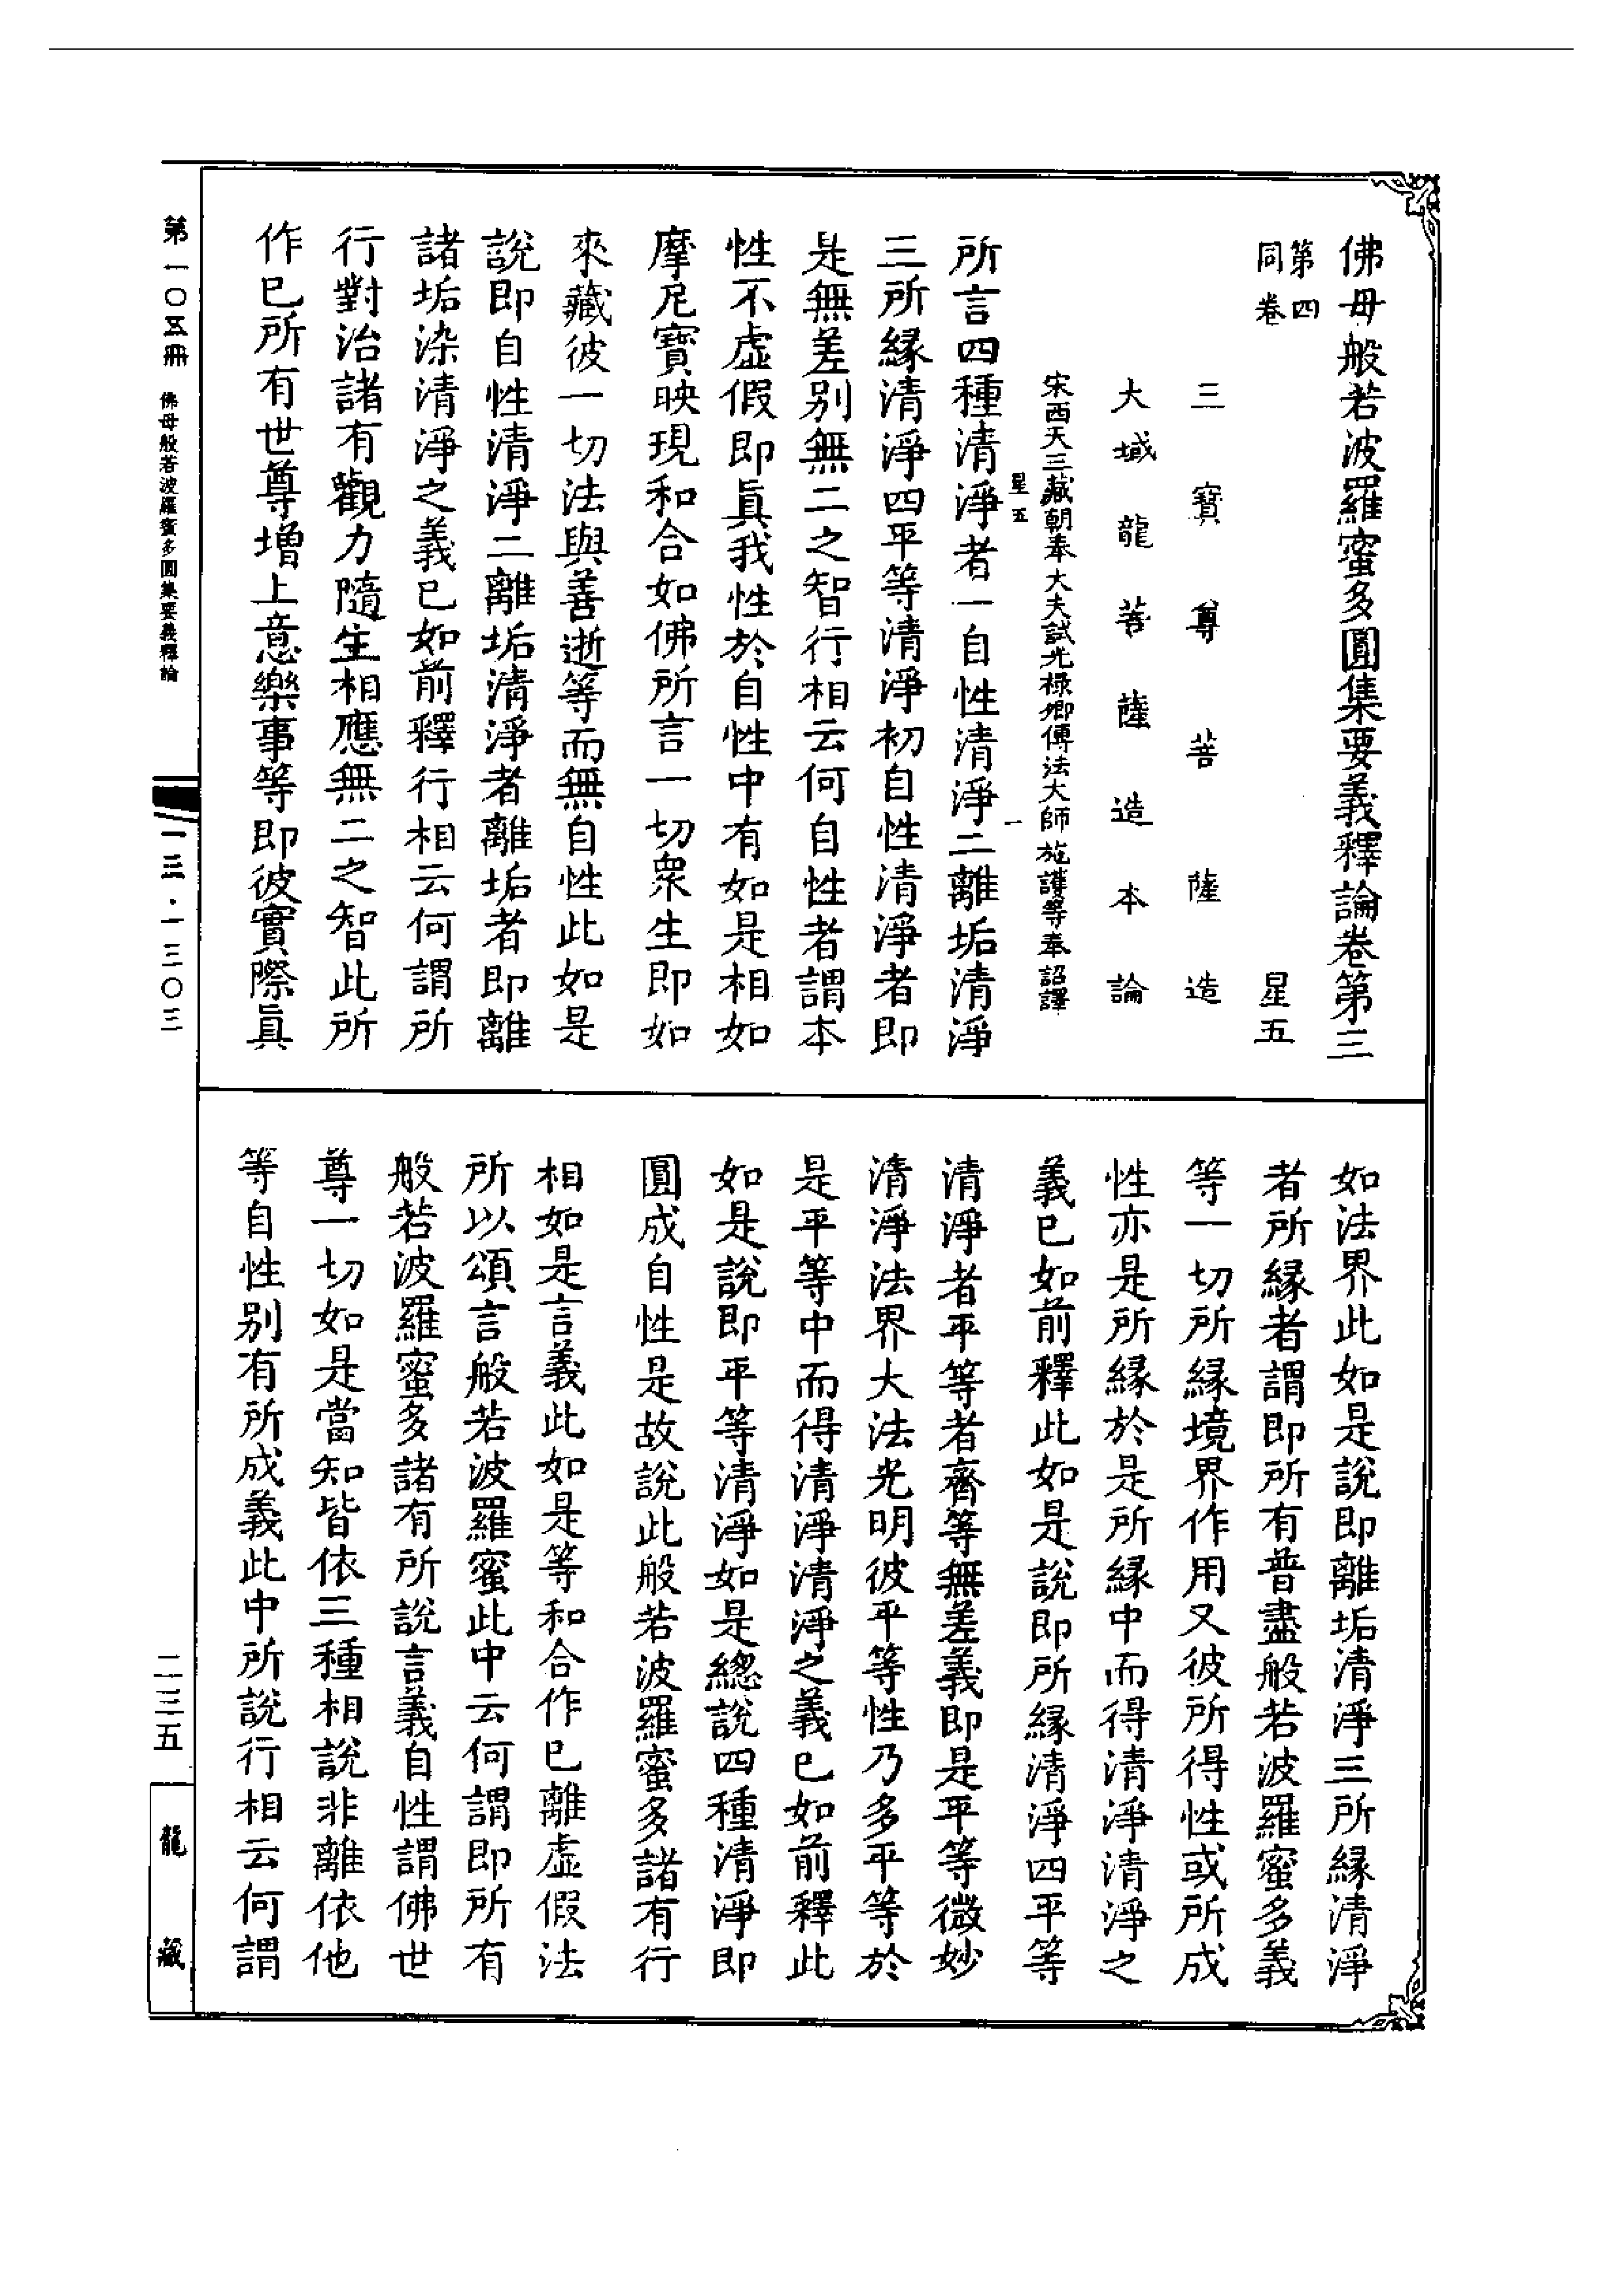 佛母般若波羅蜜多圓集要義釋論卷第三
第四
同卷
星五
三寶尊菩薩造
大域龍菩薩造本論
宋西天三藏朝奉大夫試光祿卿傳法大師施護等奉詔譯
星五
一
所言四種清淨者一自性清淨二離垢清淨
三所緣清淨四平等清淨初自性清淨者即
是無差别無二之智行相云何自性者謂本
性不虛假即眞我性於自性中有如是相如
摩尼寶映現和合如佛所言一切衆生即如
來藏彼一切法與善逝等而無自性此如是
說即自性清淨二離垢清淨者離垢者即離
諸垢染清淨之義已如前釋行相云何謂所
行對治諸有觀力隨生相應無二之智此所
作已所有世尊增上意樂事等即彼實際眞
如法界此如是說即離垢清淨三所緣清淨
者所緣者謂即所有普盡般若波羅蜜多義
等一切所緣境界作用又彼所得性或所成
性亦是所緣於是所緣中而得清淨清淨之
義已如前釋此如是說即所緣清淨四平等
清淨者平等者齊等無差義即是平等微妙
清淨法界大法光明彼平等性乃多平等於
是平等中而得清淨清淨之義已如前釋此
如是說即平等清淨如是總說四種清淨即
圓成自性是故說此般若波羅蜜多諸有行
相如是言義此如是等和合作已離虛假法
所以頌言般若波羅蜜此中云何謂即所有
般若波羅蜜多諸有所說言義自性謂佛世
尊一切如是當知皆依三種相說非離依他
等自性别有所成義此中所說行相云何謂
第一〇五冊
佛母般若波羅蜜多圓集要義釋論
一三·一三〇三
二三五
龍藏